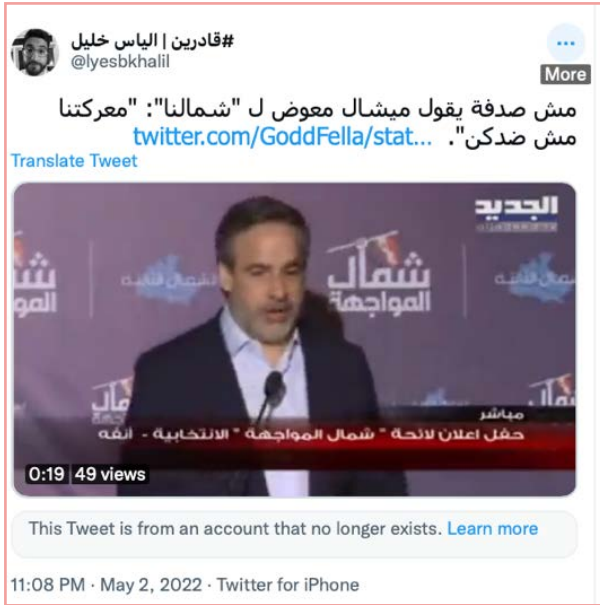 #قادرين | الياس خليل
@lyesbkhalil
More
مش صدفة يقول ميشال معوض ل "شمالنا": "معركتنا
مش ضدكن". twitter.com/GoddFella/stat...
Translate Tweet
الجديد
شمال
المواجهة
مباشر
حفل اعلان لائحة " شمال المواجهة " الانتخابية - أنفه
0:19 49 views
This Tweet is from an account that no longer exists. Learn more
11:08 PM · May 2, 2022 · Twitter for iPhone